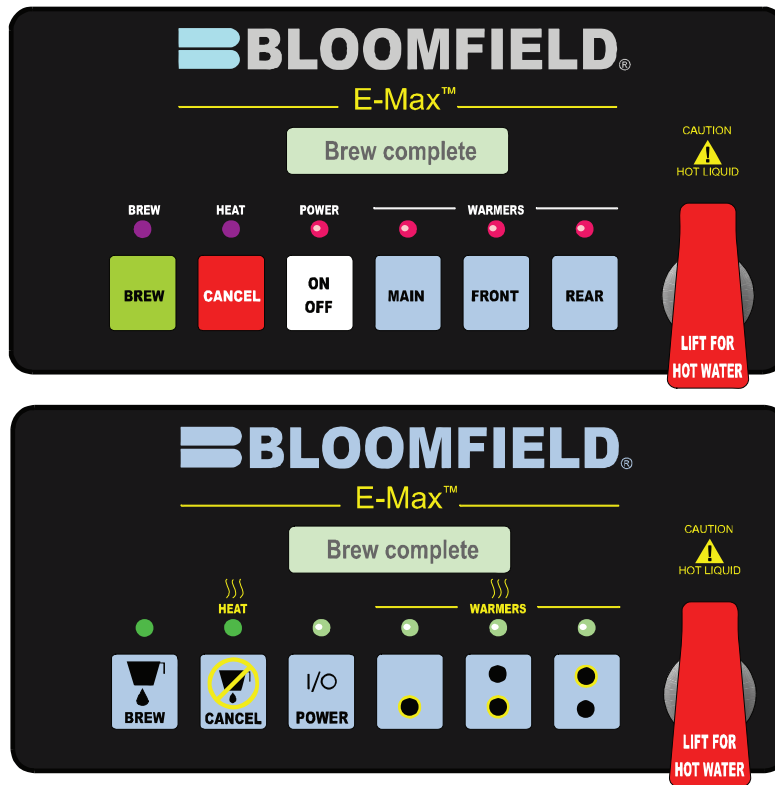 BLOOMFIELD®
E-Max™
Brew complete
CAUTION
HOT LIQUID
BREW HEAT POWER WARMERS
BREW CANCEL ON OFF MAIN FRONT REAR
LIFT FOR
HOT WATER
BLOOMFIELD®
E-Max™
Brew complete
CAUTION
HOT LIQUID
HEAT WARMERS
I/O
BREW CANCEL POWER
LIFT FOR
HOT WATER